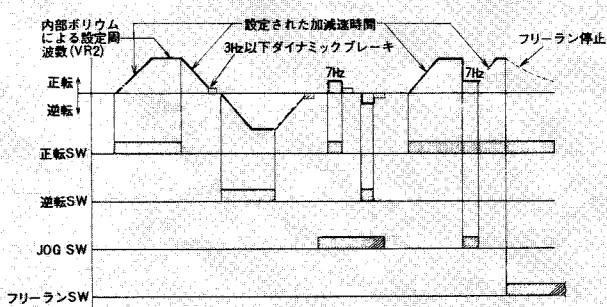 内部ボリウム
による設定周
波数(VR2)
設定された加減速時間
フリーラン停止
3Hz以下ダイナミックブレーキ
7Hz
7Hz
正転
逆転
正転SW
逆転SW
JOG SW
フリーランSW